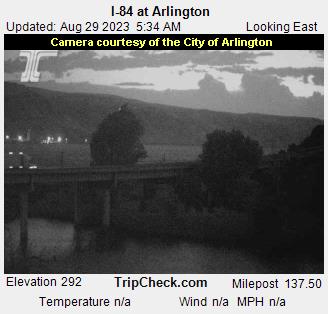 I-84 at Arlington
Updated: Aug 29 2023 5:34 AM Looking East
Camera courtesy of the City of Arlington
Elevation 292 TripCheck.com Milepost 137.50
Temperature n/a Wind n/a MPH n/a